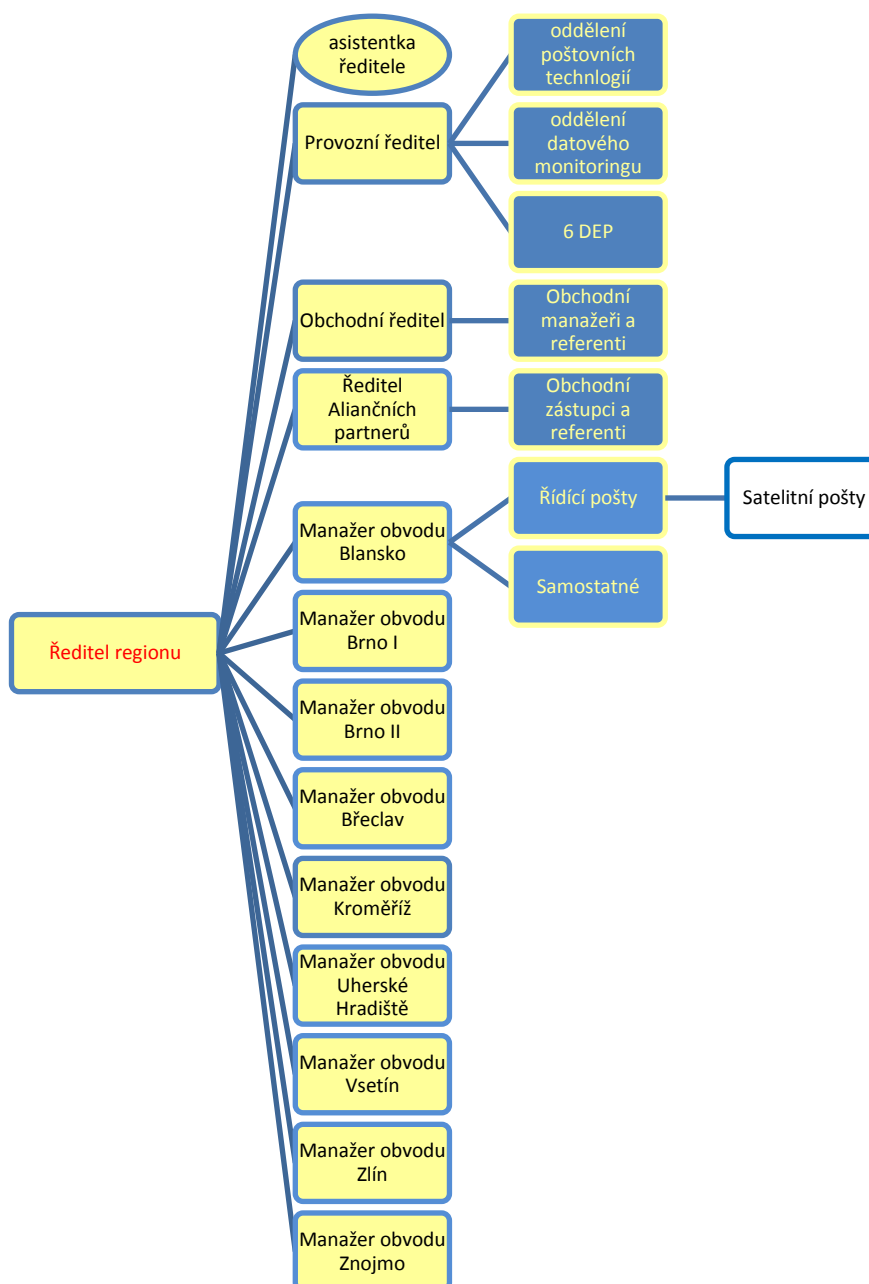 asistentka
ředitele
oddělení
poštovních
technlogií
Provozní ředitel
oddělení
datového
monitoringu
6 DEP
Obchodní ředitel
Obchodní
manažeři a
referenti
Ředitel
Aliančních
partnerů
Obchodní
zástupci a
referenti
Manažer obvodu
Blansko
Řídící pošty
Satelitní pošty
Samostatné
Ředitel regionu
Manažer obvodu
Brno I
Manažer obvodu
Brno II
Manažer obvodu
Břeclav
Manažer obvodu
Kroměříž
Manažer obvodu
Uherské
Hradiště
Manažer obvodu
Vsetín
Manažer obvodu
Zlín
Manažer obvodu
Znojmo